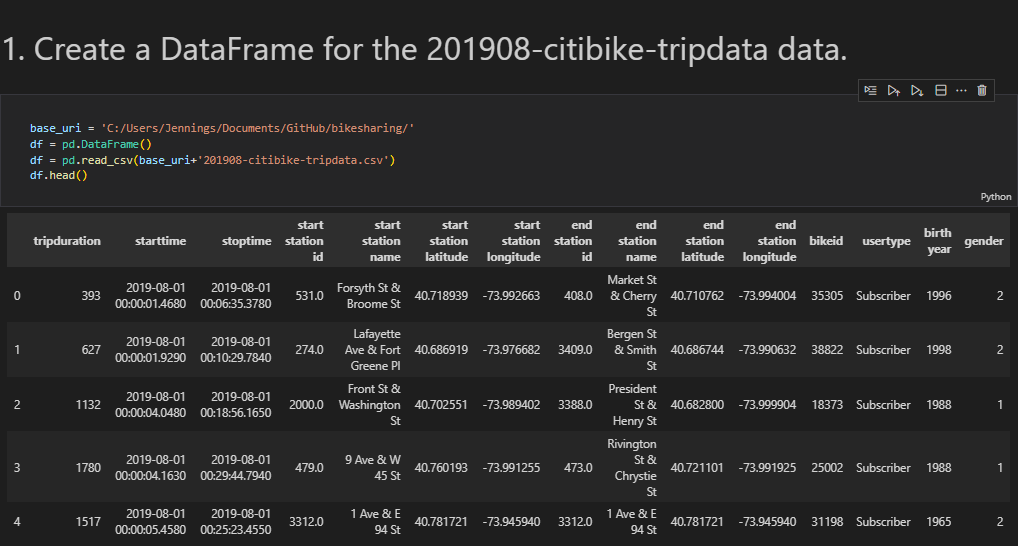 1. Create a DataFrame for the 201908-citibike-tripdata data.
base_uri = 'C:/Users/Jennings/Documents/GitHub/bikesharing/'
df = pd.DataFrame()
df = pd.read_csv(base_uri+'201908-citibike-tripdata.csv')
df.head()
Python
tripduration starttime stoptime start station id start station name start station latitude start station longitude end station id end station name end station latitude end station longitude bikeid usertype birth year gender
0 393 2019-08-01 00:00:01.4680 2019-08-01 00:06:35.3780 531.0 Forsyth St & Broome St 40.718939 -73.992663 408.0 Market St & Cherry St 40.710762 -73.994004 35305 Subscriber 1996 2
1 627 2019-08-01 00:00:01.9290 2019-08-01 00:10:29.7840 274.0 Lafayette Ave & Fort Greene Pl 40.686919 -73.976682 3409.0 Bergen St & Smith St 40.686744 -73.990632 38822 Subscriber 1998 2
2 1132 2019-08-01 00:00:04.0480 2019-08-01 00:18:56.1650 2000.0 Front St & Washington St 40.702551 -73.989402 3388.0 President St & Henry St 40.682800 -73.999904 18373 Subscriber 1988 1
3 1780 2019-08-01 00:00:04.1630 2019-08-01 00:29:44.7940 479.0 9 Ave & W 45 St 40.760193 -73.991255 473.0 Rivington St & Chrystie St 40.721101 -73.991925 25002 Subscriber 1988 1
4 1517 2019-08-01 00:00:05.4580 2019-08-01 00:25:23.4550 3312.0 1 Ave & E 94 St 40.781721 -73.945940 3312.0 1 Ave & E 94 St 40.781721 -73.945940 31198 Subscriber 1965 2